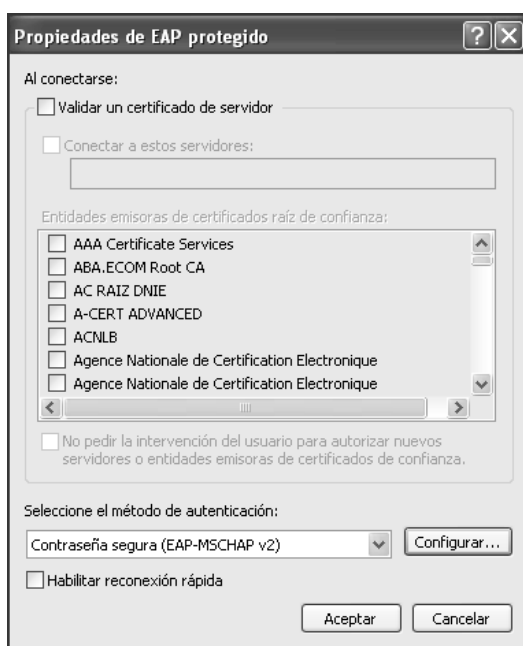 Propiedades de EAP protegido
Al conectarse:
Validar un certificado de servidor
Conectar a estos servidores:
Entidades emisoras de certificados raíz de confianza:
AAA Certificate Services
ABA.ECOM Root CA
AC RAIZ DNIE
A-CERT ADVANCED
ACNLB
Agence Nationale de Certification Electronique
Agence Nationale de Certification Electronique
No pedir la intervención del usuario para autorizar nuevos
servidores o entidades emisoras de certificados de confianza.
Seleccione el método de autenticación:
Contraseña segura (EAP-MSCHAP v2)
Configurar...
Habilitar reconexión rápida
Aceptar
Cancelar